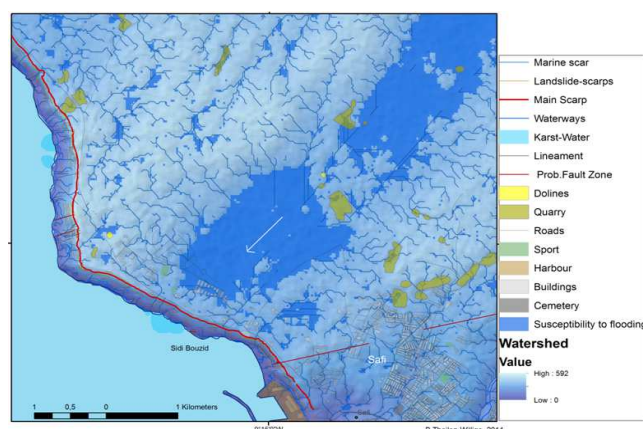 Marine scar
Landslide-scarps
Main Scarp
Waterways
Karst-Water
Lineament
Prob.Fault Zone
Dolines
Quarry
Roads
Sport
Harbour
Buildings
Cemetery
Susceptibility to flooding
Watershed
Value
High : 592
Low : 0
Sidi Bouzid
Safi
1 0,5 0 1 Kilometers